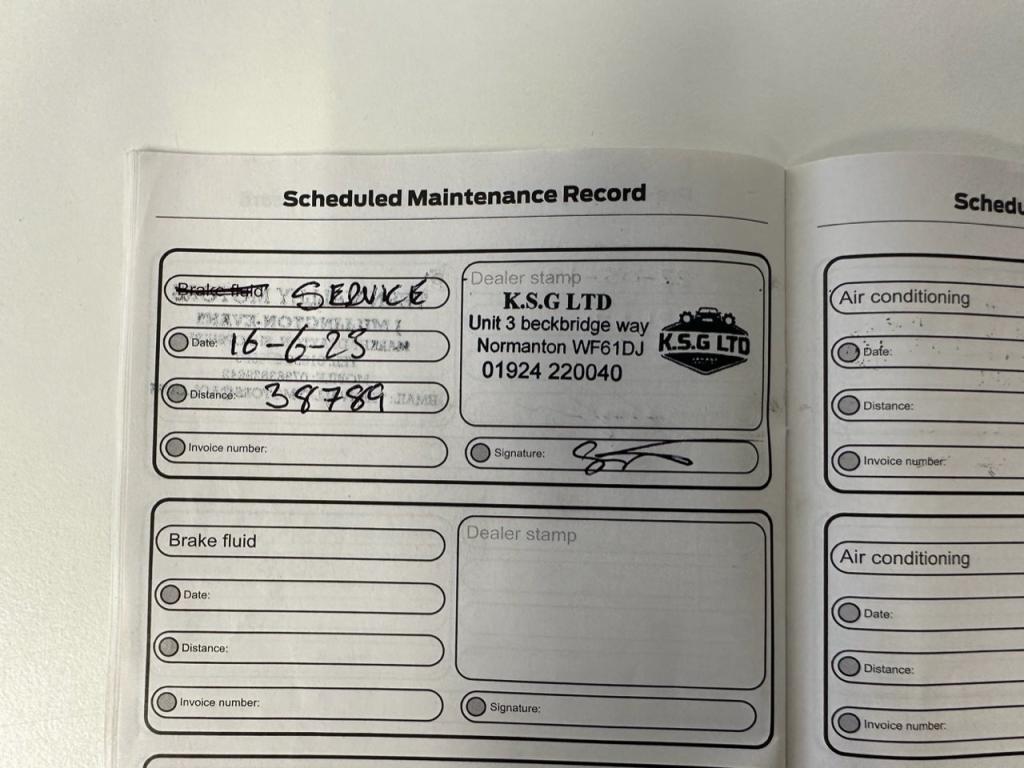 Scheduled Maintenance Record
Brake fluid SERVICE
Date: 16-6-25
Distance: 38789
Invoice number:
Dealer stamp
K.S.G LTD
Unit 3 beckbridge way
Normanton WF61DJ
01924 220040
K.S.G LTD
Signature:
Brake fluid
Date:
Distance:
Invoice number:
Dealer stamp
Signature:
Schedu
Air conditioning
Date:
Distance:
Invoice number:
Air conditioning
Date:
Distance:
Invoice number: